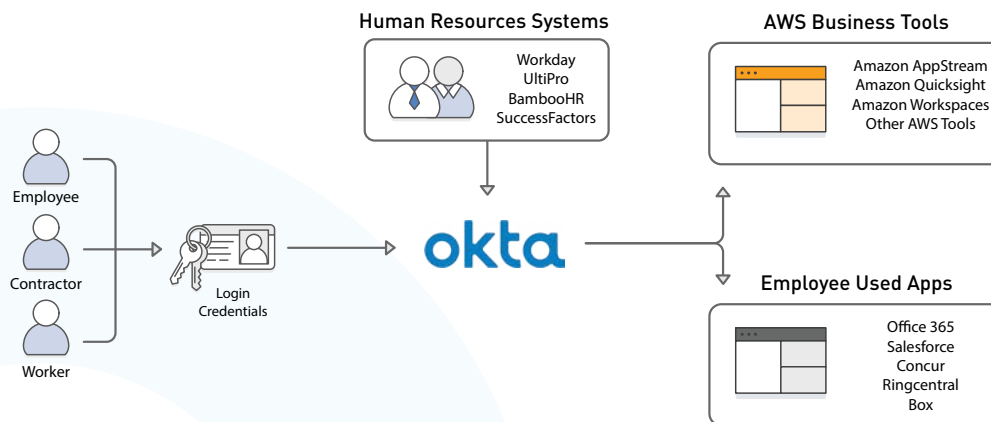 Human Resources Systems
Workday
UltiPro
BambooHR
SuccessFactors
AWS Business Tools
Amazon AppStream
Amazon Quicksight
Amazon Workspaces
Other AWS Tools
Employee
Contractor
Worker
Login
Credentials
okta
Employee Used Apps
Office 365
Salesforce
Concur
Ringcentral
Box